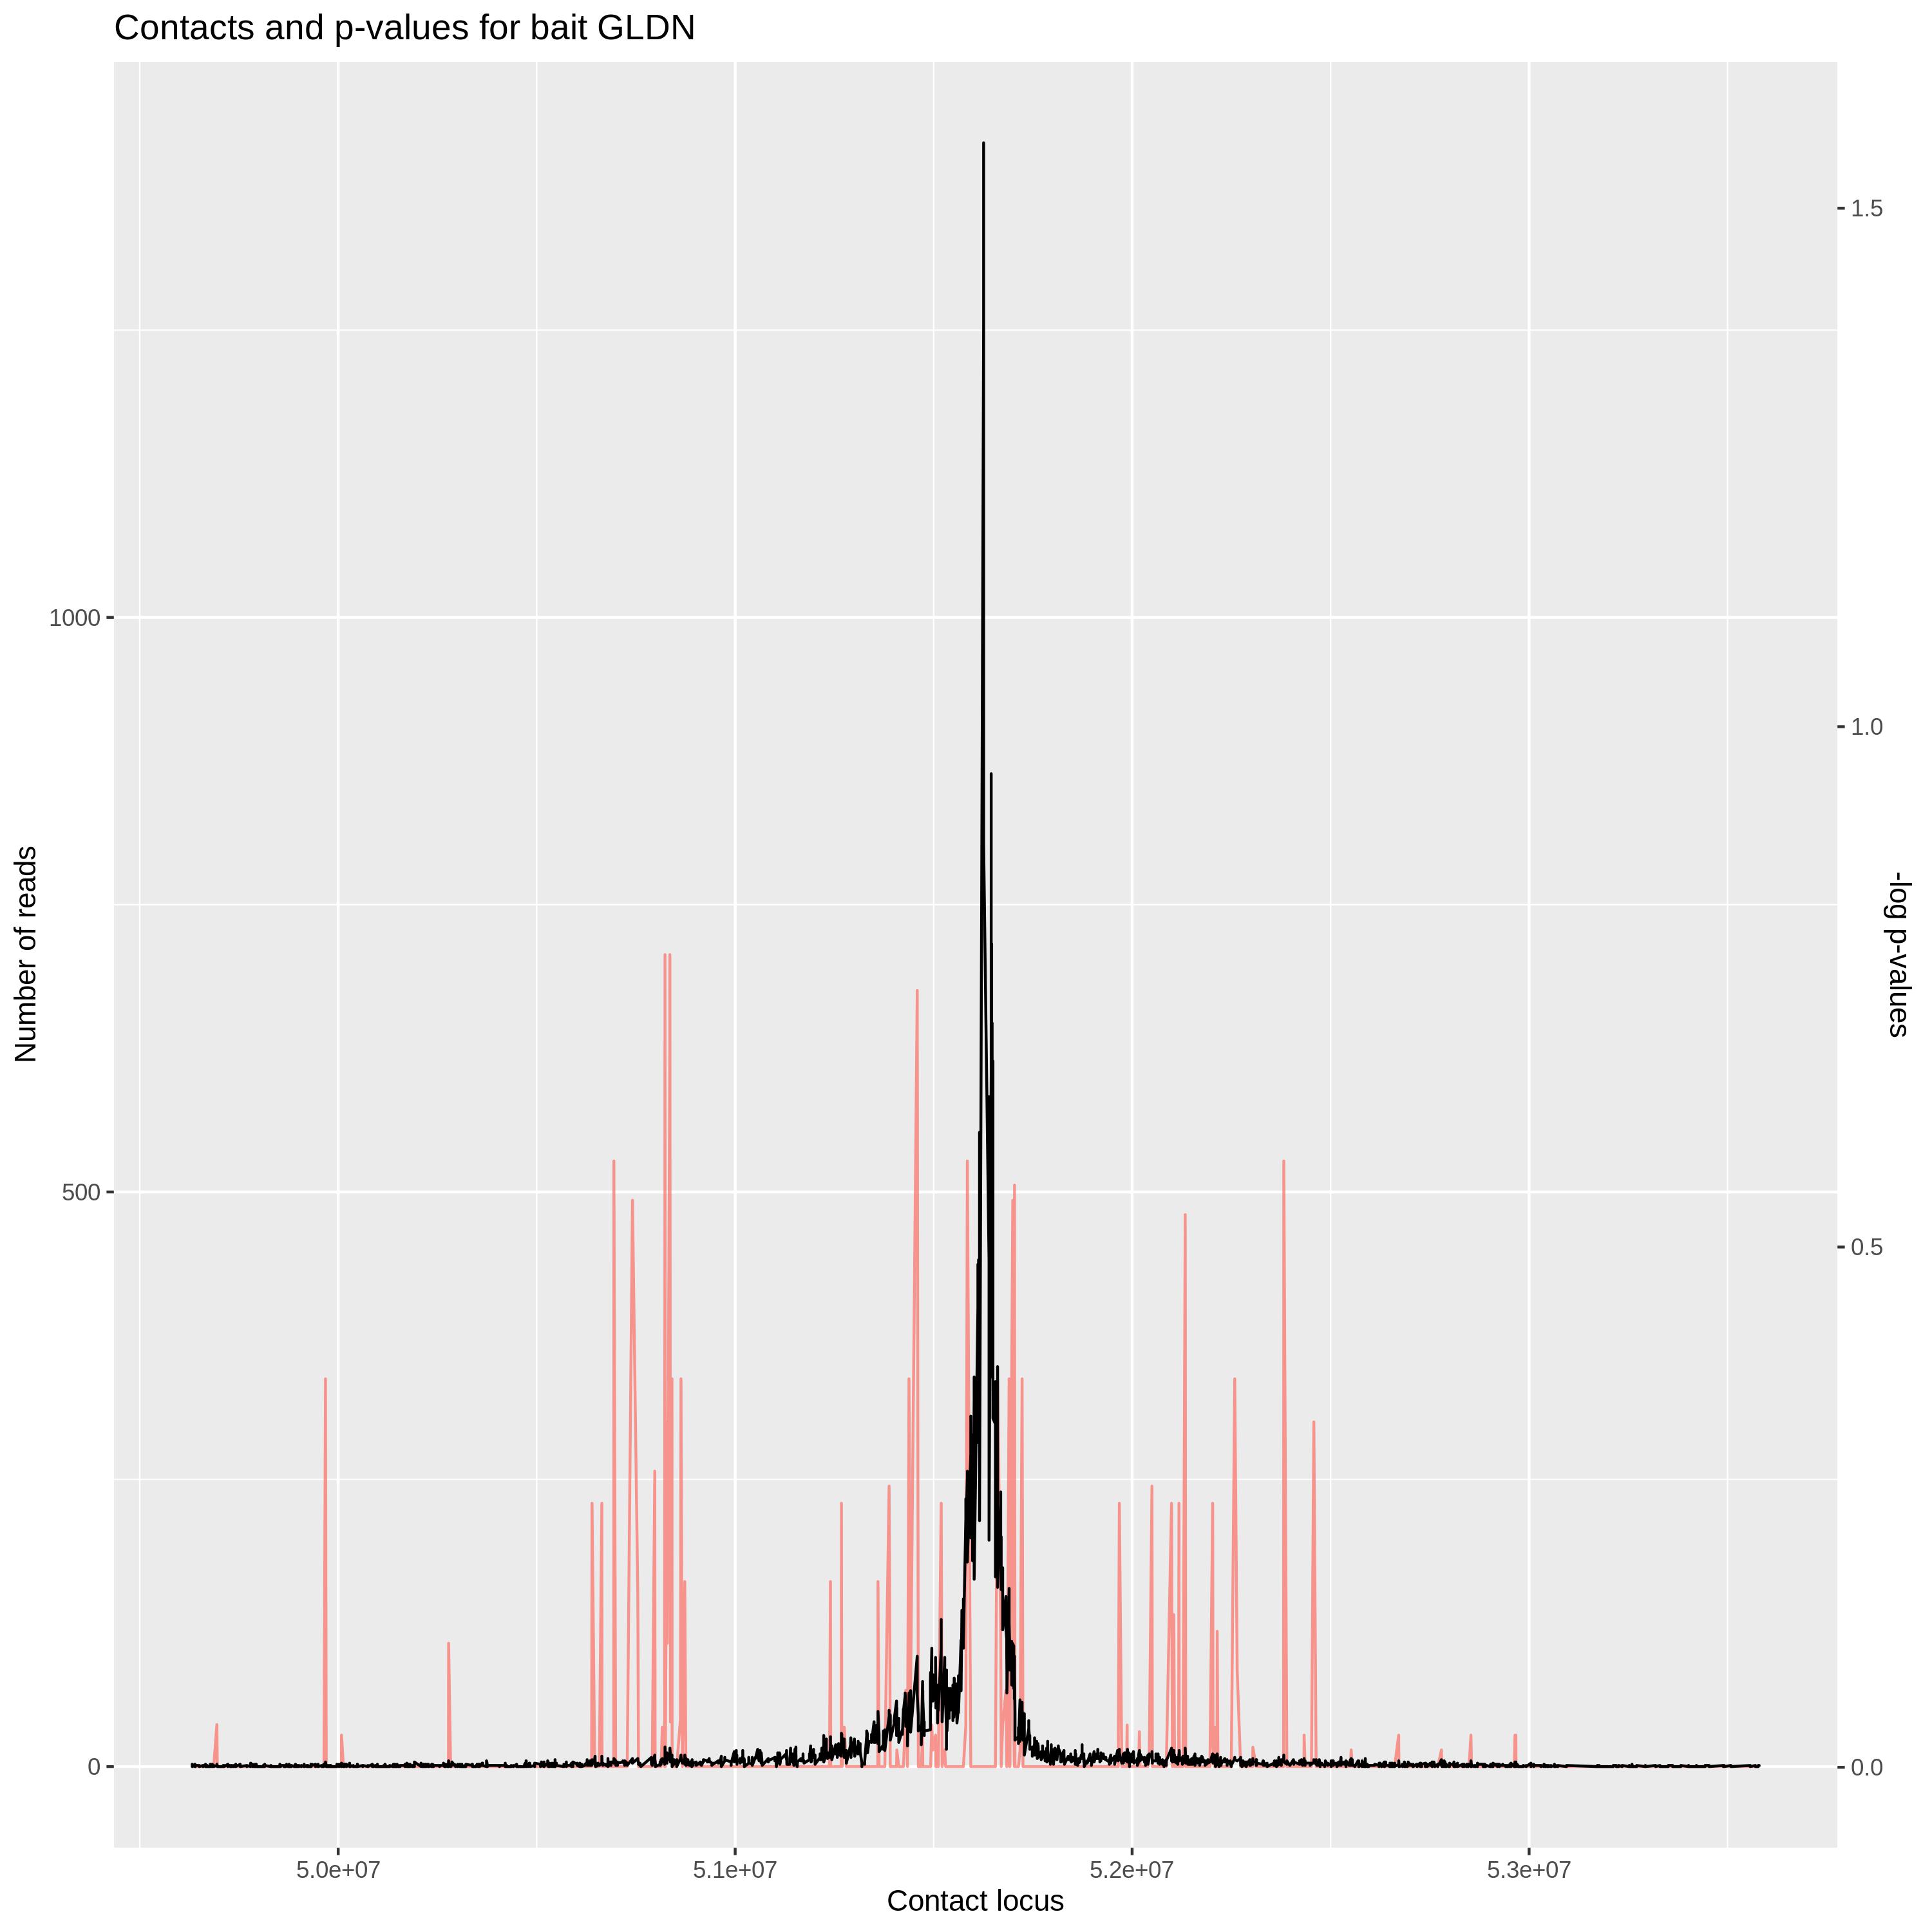 Contacts and p-values for bait GLDN
Number of reads
1000
500
0
1.5
1.0
0.5
0.0
-log p-values
5.0e+07
5.1e+07
5.2e+07
5.3e+07
Contact locus